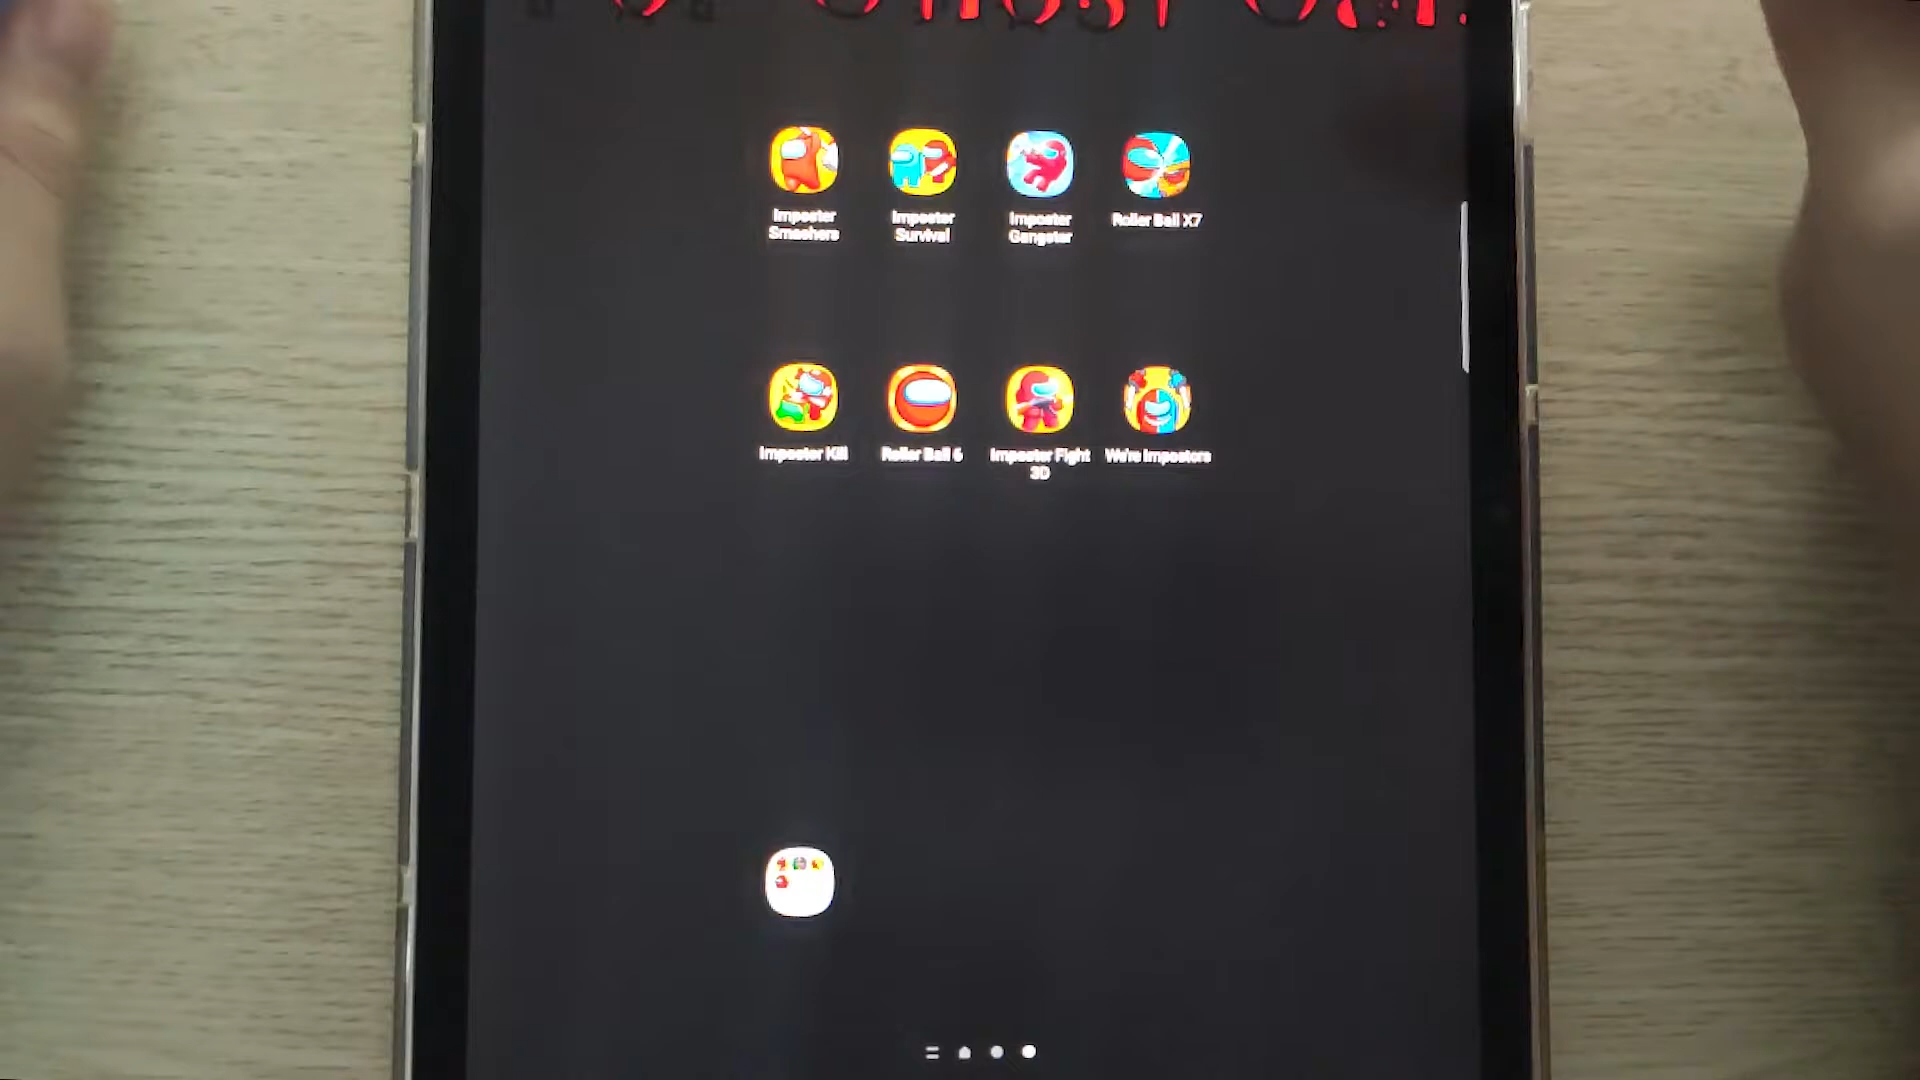 Imposter
Smashers
Imposter
Survival
Imposter
Gangster
Roller Ball X7
Imposter Kill
Roller Ball 6
Imposter Fight
3D
We're Impostors